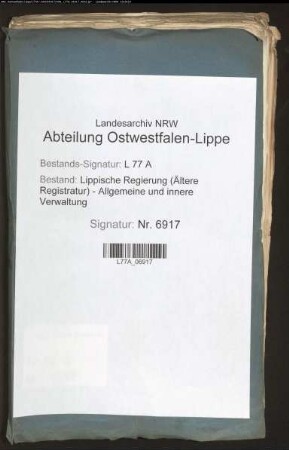 Landesarchiv NRW
Abteilung Ostwestfalen-Lippe
Bestands-Signatur: L 77 A
Bestand: Lippische Regierung (Ältere
Registratur) - Allgemeine und innere
Verwaltung
Signatur: Nr. 6917
L77A_06917